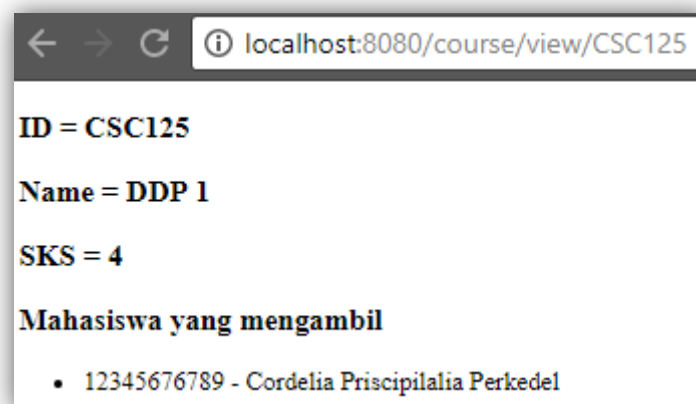 localhost:8080/course/view/CSC125
ID = CSC125
Name = DDP 1
SKS = 4
Mahasiswa yang mengambil
• 12345676789 - Cordelia Priscipilalia Perkedel